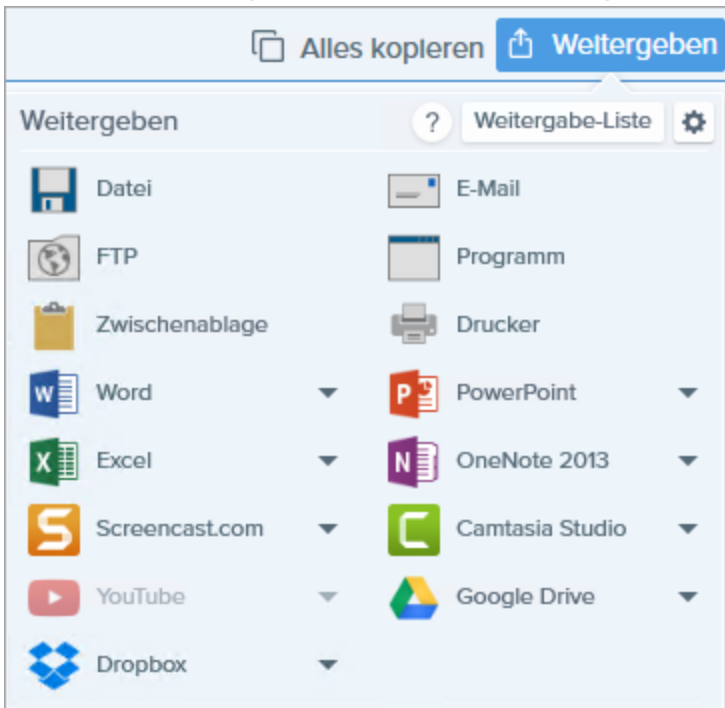 Alles kopieren Weitergeben
Weitergeben ? Weitergabe-Liste
Datei E-Mail
FTP Programm
Zwischenablage Drucker
Word PowerPoint
Excel OneNote 2013
Screencast.com Camtasia Studio
YouTube Google Drive
Dropbox